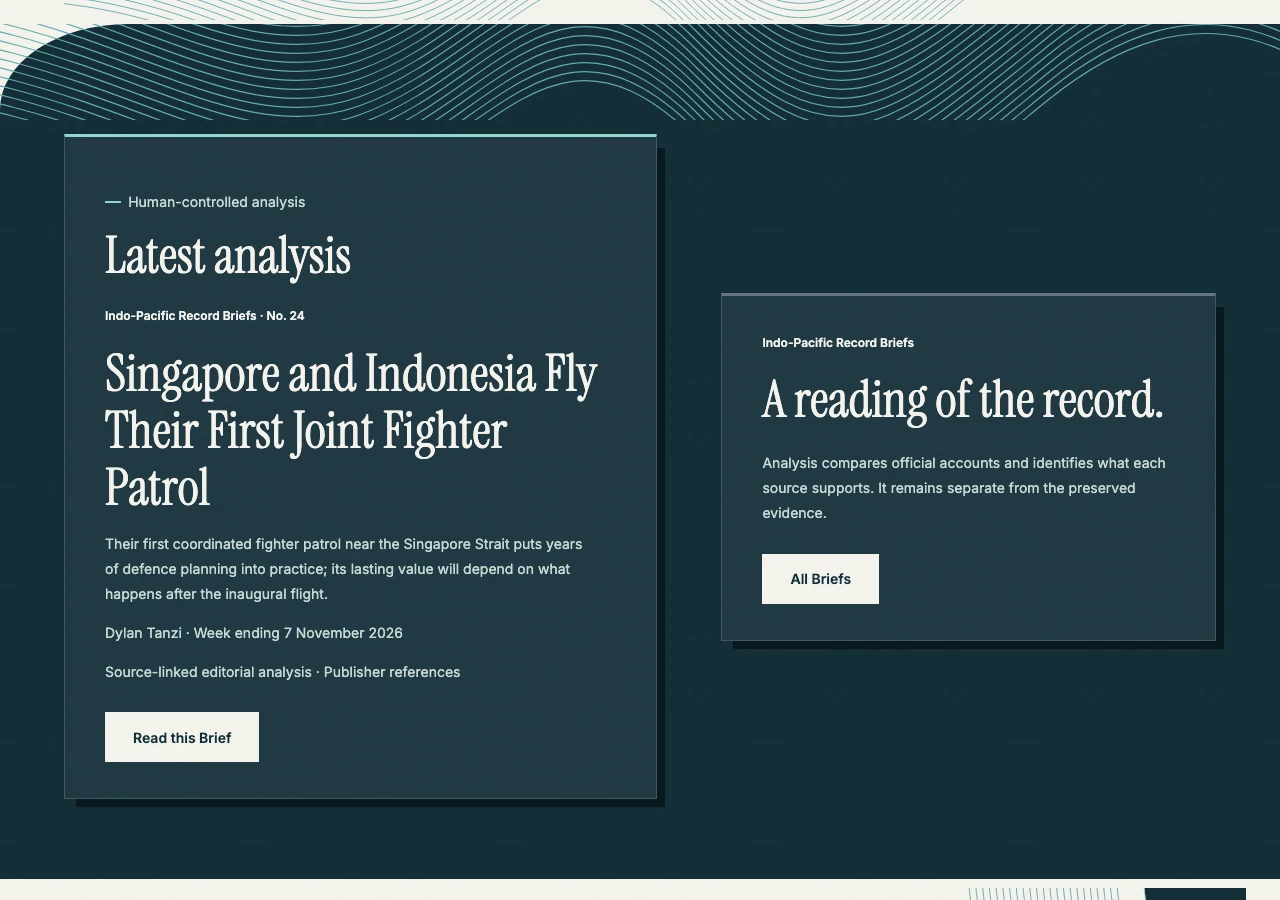 Human-controlled analysis
Latest analysis
Indo-Pacific Record Briefs · No. 24
Singapore and Indonesia Fly
Their First Joint Fighter
Patrol
Their first coordinated fighter patrol near the Singapore Strait puts years
of defence planning into practice; its lasting value will depend on what
happens after the inaugural flight.
Dylan Tanzi · Week ending 7 November 2026
Source-linked editorial analysis · Publisher references
Read this Brief
Indo-Pacific Record Briefs
A reading of the record.
Analysis compares official accounts and identifies what each
source supports. It remains separate from the preserved
evidence.
All Briefs